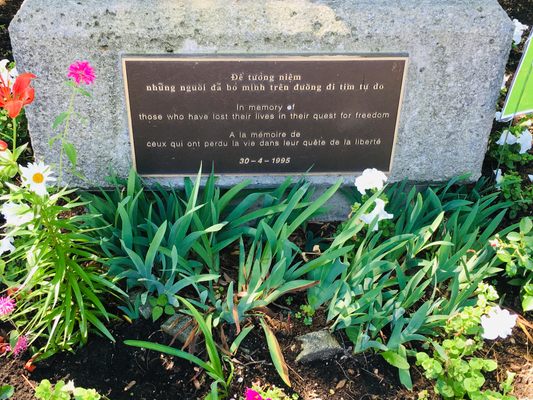 Để tưởng niệm
những người đã bỏ mình trên đường đi tìm tự do
In memory of
those who have lost their lives in their quest for freedom
A la mémoire de
ceux qui ont perdu la vie dans leur quête de la liberté
30-4-1995